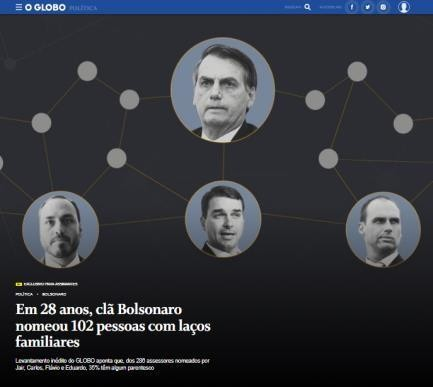 O GLOBO POLÍTICA
EXCLUSIVO PARA ASSINANTES
POLÍTICA • BOLSONARO
Em 28 anos, clã Bolsonaro
nomeou 102 pessoas com laços
familiares
Levantamento inédito do GLOBO aponta que, dos 286 assessores nomeados por
Jair, Carlos, Flávio e Eduardo, 35% têm algum parentesco